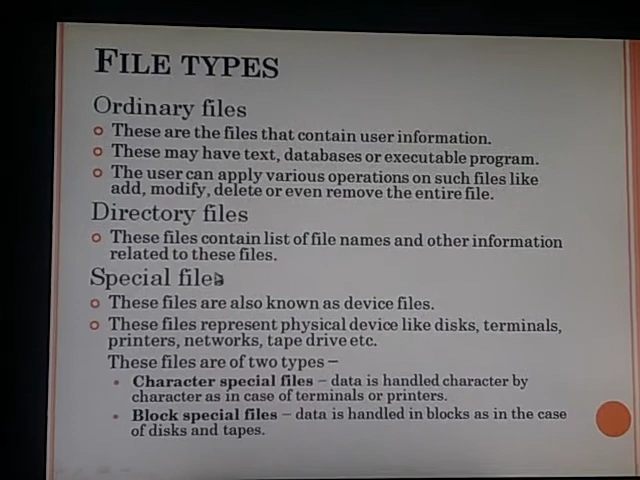 FILE TYPES
Ordinary files
These are the files that contain user information.
These may have text, databases or executable program.
The user can apply various operations on such files like
add, modify, delete or even remove the entire file.
Directory files
These files contain list of file names and other information
related to these files.
Special files
These files are also known as device files.
These files represent physical device like disks, terminals,
printers, networks, tape drive etc.
These files are of two types –
Character special files – data is handled character by
character as in case of terminals or printers.
Block special files – data is handled in blocks as in the case
of disks and tapes.